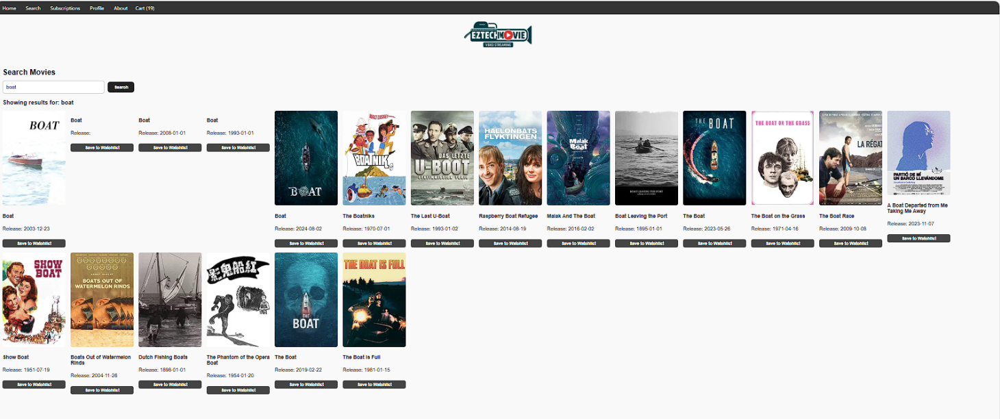 Home Search Subscriptions Profile About Cart (19)
EZTECHMOVIE
VIDEO STREAMING
Search Movies
boat
Search
Showing results for: boat
BOAT
Boat
Release: 2003-12-23
Save to Watchlist
Boat
Release:
Save to Watchlist
Boat
Release: 2008-01-01
Save to Watchlist
Boat
Release: 1993-01-01
Save to Watchlist
BOAT
Boat
Release: 2024-08-02
Save to Watchlist
WALT DISNEY
BOATNIKS
The Boatniks
Release: 1970-07-01
Save to Watchlist
DAS LETZTE
U-BOOT
The Last U-Boat
Release: 1993-01-02
Save to Watchlist
HALLONBÅTS
FLYKTINGEN
Raspberry Boat Refugee
Release: 2014-08-19
Save to Watchlist
Malak
Boat
Malak And The Boat
Release: 2016-02-02
Save to Watchlist
BOAT LEAVING THE PORT
Boat Leaving the Port
Release: 1895-01-01
Save to Watchlist
THE BOAT
The Boat
Release: 2023-05-26
Save to Watchlist
THE BOAT ON THE GRASS
The Boat on the Grass
Release: 1971-04-16
Save to Watchlist
LA RÉGAT
The Boat Race
Release: 2009-10-08
Save to Watchlist
PARTIÓ DE MÍ
UN BARCO LLEVÁNDOME
A Boat Departed from Me
Taking Me Away
Release: 2023-11-07
Save to Watchlist
SHOW
BOAT
Show Boat
Release: 1951-07-19
Save to Watchlist
BOATS OUT OF
WATERMELON RINDS
Boats Out of Watermelon
Rinds
Release: 2004-11-26
Save to Watchlist
Dutch Fishing Boats
Release: 1898-01-01
Save to Watchlist
影鬼船紅
The Phantom of the Opera
Boat
Release: 1954-01-20
Save to Watchlist
THE
BOAT
The Boat
Release: 2019-02-22
Save to Watchlist
THE BOAT IS FULL
The Boat Is Full
Release: 1981-01-15
Save to Watchlist